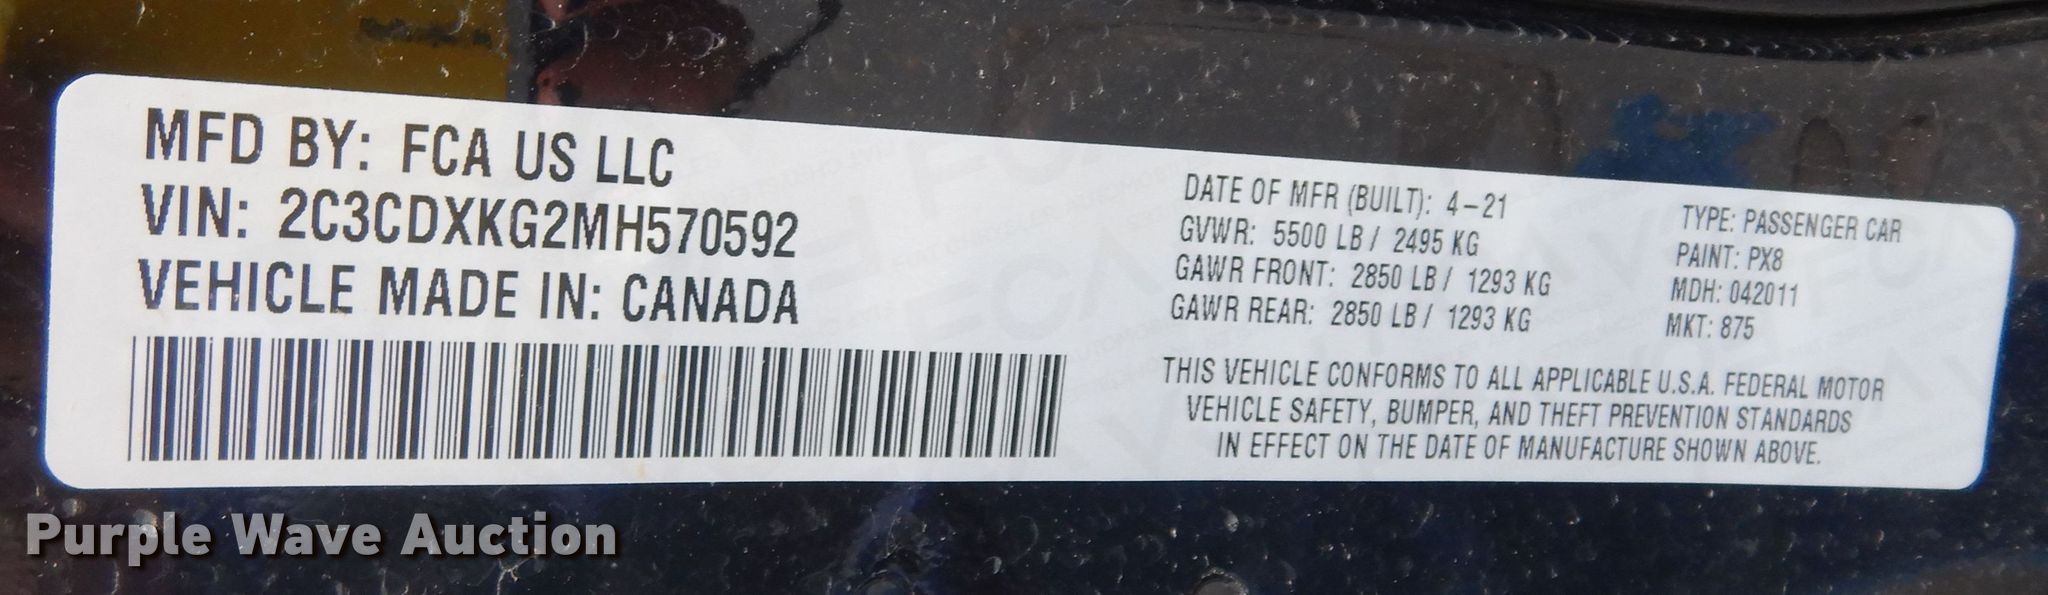 MFD BY: FCA US LLC
VIN: 2C3CDXKG2MH570592
VEHICLE MADE IN: CANADA
DATE OF MFR (BUILT): 4-21
GVWR: 5500 LB / 2495 KG
GAWR FRONT: 2850 LB / 1293 KG
GAWR REAR: 2850 LB / 1293 KG
TYPE: PASSENGER CAR
PAINT: PX8
MDH: 042011
MKT: 875
THIS VEHICLE CONFORMS TO ALL APPLICABLE U.S.A. FEDERAL MOTOR
VEHICLE SAFETY, BUMPER, AND THEFT PREVENTION STANDARDS
IN EFFECT ON THE DATE OF MANUFACTURE SHOWN ABOVE.
Purple Wave Auction